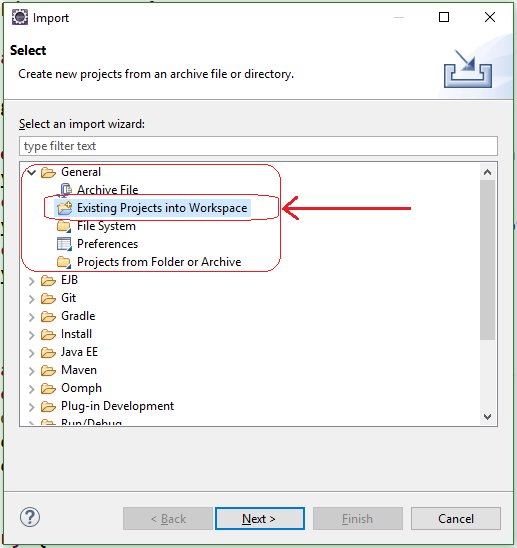 Import
Select
Create new projects from an archive file or directory.
Select an import wizard:
type filter text
General
Archive File
Existing Projects into Workspace
File System
Preferences
Projects from Folder or Archive
EJB
Git
Gradle
Install
Java EE
Maven
Oomph
Plug-in Development
Run/Debug
? < Back Next > Finish Cancel